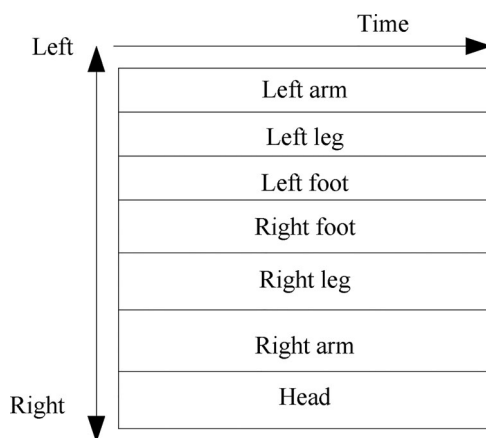 Time
Left
Left arm
Left leg
Left foot
Right foot
Right leg
Right arm
Head
Right